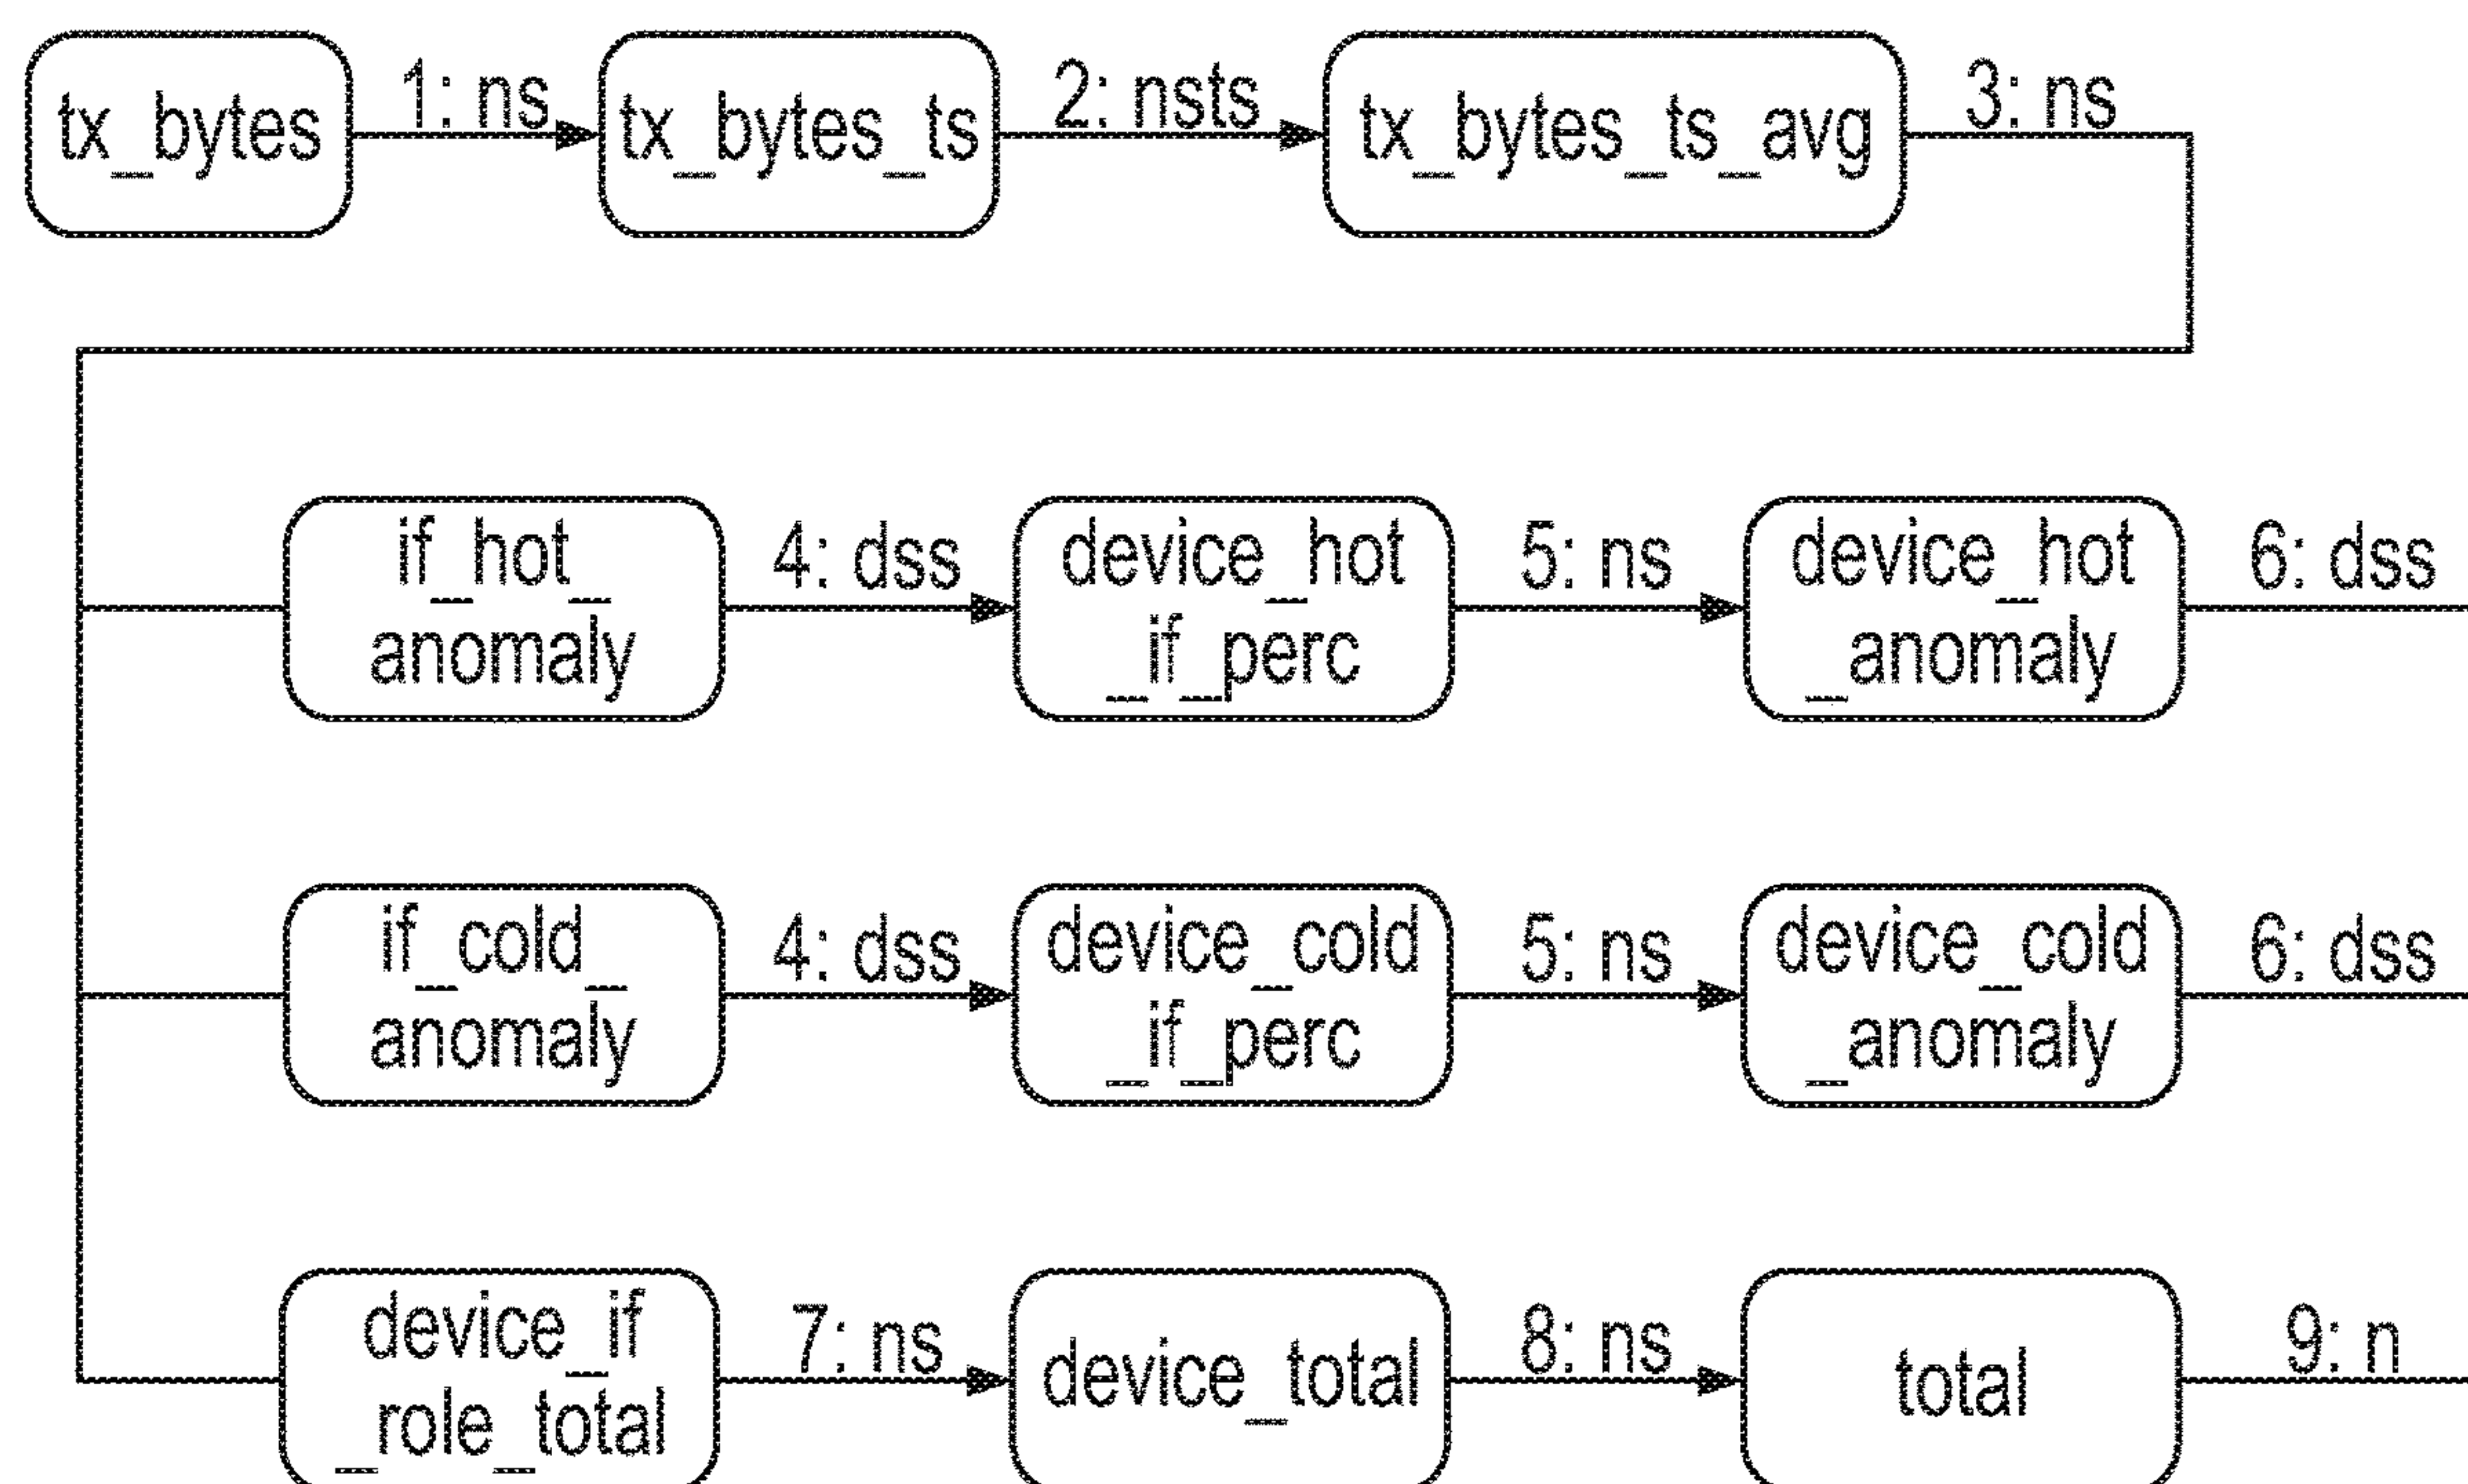 tx_bytes
1: ns
tx_bytes_ts
2: nsts
tx_bytes_ts_avg
3: ns
if_hot_
anomaly
4: dss
device_hot
_if_perc
5: ns
device_hot
_anomaly
6: dss
if_cold_
anomaly
4: dss
device_cold
_if_perc
5: ns
device_cold
_anomaly
6: dss
device_if
_role_total
7: ns
device_total
8: ns
total
9: n